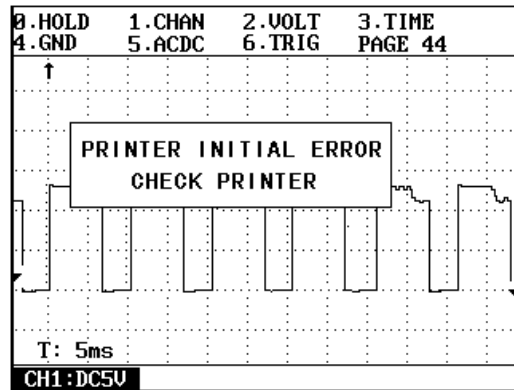 0.HOLD 1.CHAN 2.VOLT 3.TIME
4.GND 5.ACDC 6.TRIG PAGE 44
PRINTER INITIAL ERROR
CHECK PRINTER
T: 5ms
CH1:DC5V